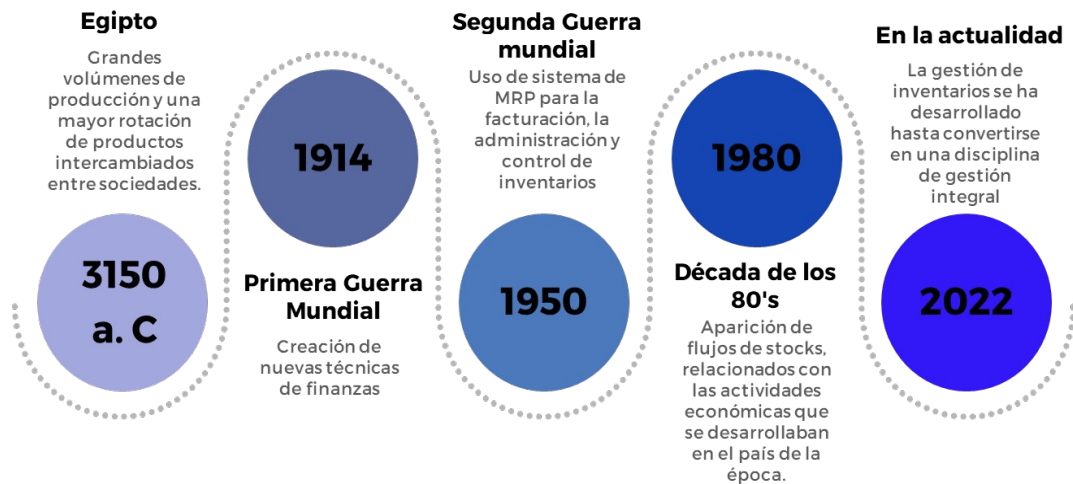 Egipto
Grandes
volúmenes de
producción y una
mayor rotación
de productos
intercambiados
entre sociedades.
3150
a. C
1914
Primera Guerra
Mundial
Creación de
nuevas técnicas
de finanzas
Segunda Guerra
mundial
Uso de sistema de
MRP para la
facturación, la
administración y
control de
inventarios
1950
1980
Década de los
80's
Aparición de
flujos de stocks,
relacionados con
las actividades
económicas que
se desarrollaban
en el país de la
época.
En la actualidad
La gestión de
inventarios se ha
desarrollado
hasta convertirse
en una disciplina
de gestión
integral
2022